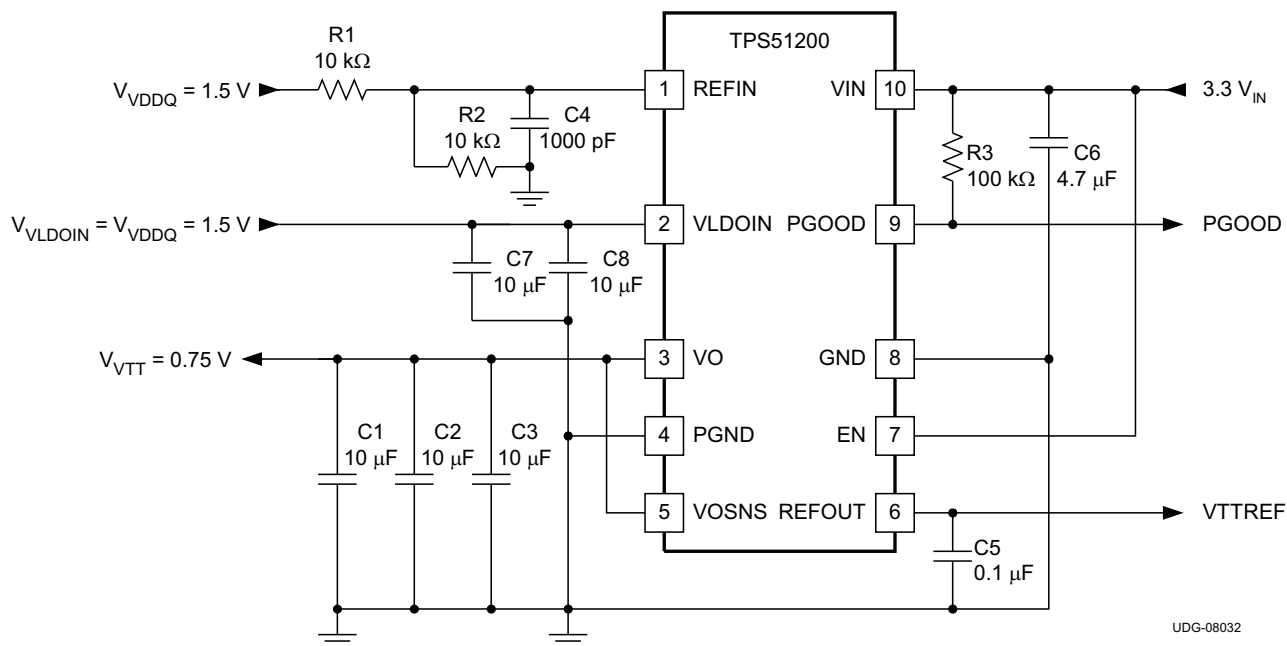 TPS51200
R1
10 kΩ
V_VDDQ = 1.5 V
1 REFIN
VIN 10
3.3 V_IN
R2
10 kΩ
C4
1000 pF
R3
100 kΩ
C6
4.7 µF
V_VLDOIN = V_VDDQ = 1.5 V
2 VLDOIN
PGOOD 9
PGOOD
C7
10 µF
C8
10 µF
V_VTT = 0.75 V
3 VO
GND 8
C1
10 µF
C2
10 µF
C3
10 µF
4 PGND
EN 7
5 VOSNS
REFOUT 6
VTTREF
C5
0.1 µF
UDG-08032